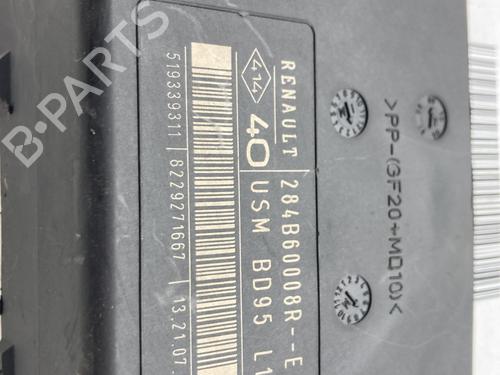 RENAULT 284B60008R--E
414 40 USM BD95 L1
519339311 8229271667 13.21.07.
>PP-(GF20+MD10)<
B-PARTS